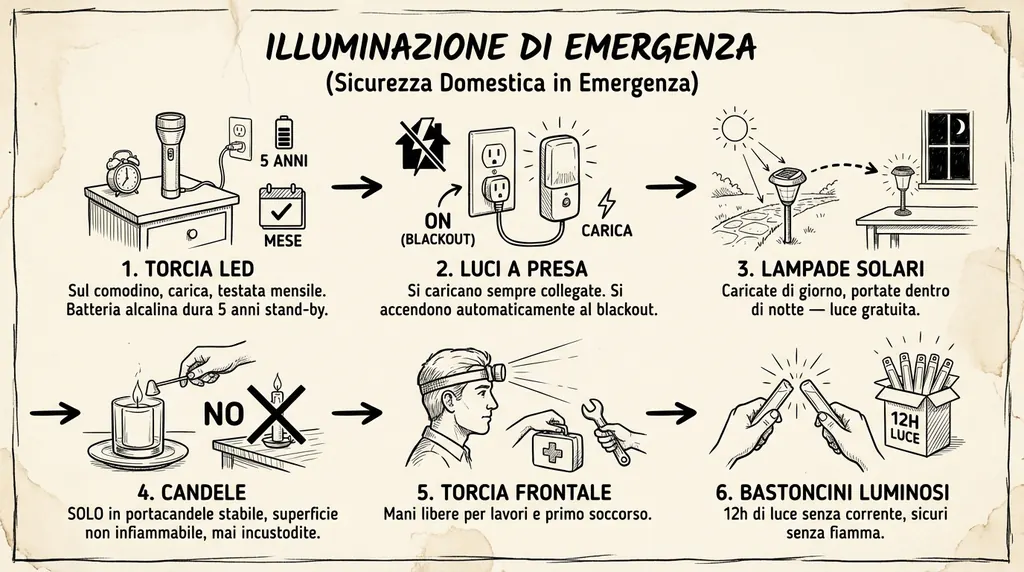 ILLUMINAZIONE DI EMERGENZA
(Sicurezza Domestica in Emergenza)
5 ANNI
MESE
1. TORCIA LED
Sul comodino, carica, testata mensile.
Batteria alcalina dura 5 anni stand-by.
ON
(BLACKOUT)
CARICA
2. LUCI A PRESA
Si caricano sempre collegate. Si
accendono automaticamente al blackout.
3. LAMPADE SOLARI
Caricate di giorno, portate dentro
di notte — luce gratuita.
NO
4. CANDELE
SOLO in portacandele stabile, superficie
non infiammabile, mai incustodite.
5. TORCIA FRONTALE
Mani libere per lavori e primo soccorso.
12H
LUCE
6. BASTONCINI LUMINOSI
12h di luce senza corrente, sicuri
senza fiamma.